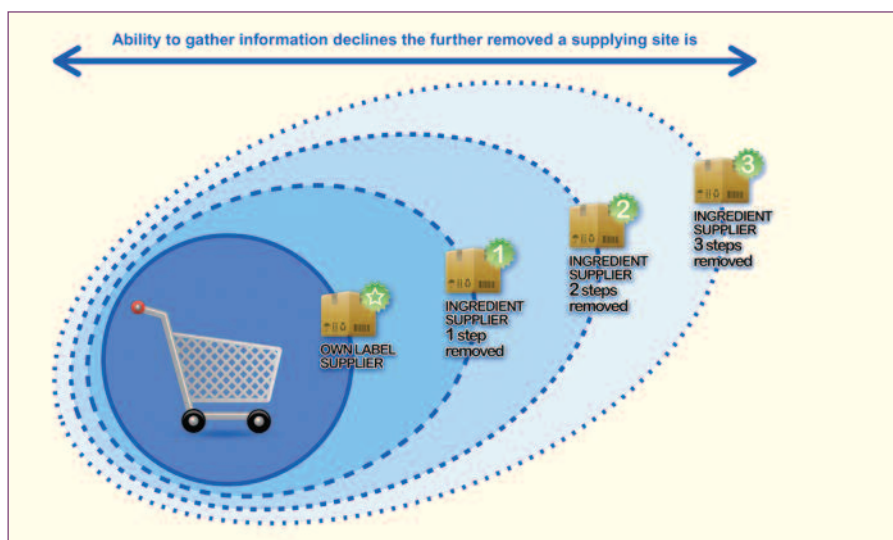 Ability to gather information declines the further removed a supplying site is
3
INGREDIENT
SUPPLIER
3 steps
removed
2
INGREDIENT
SUPPLIER
2 steps
removed
1
INGREDIENT
SUPPLIER
1 step
removed
OWN LABEL
SUPPLIER